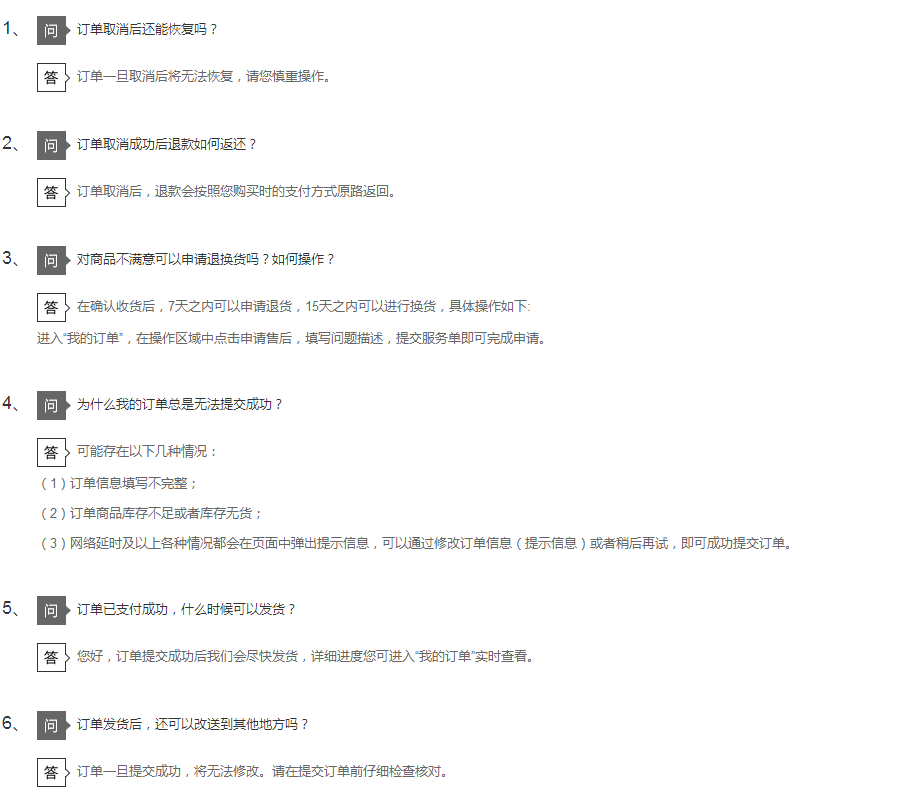 1、 问 订单取消后还能恢复吗？
答 订单一旦取消后将无法恢复，请您慎重操作。
2、 问 订单取消成功后退款如何返还？
答 订单取消后，退款会按照您购买时的支付方式原路返回。
3、 问 对商品不满意可以申请退换货吗？如何操作？
答 在确认收货后，7天之内可以申请退货，15天之内可以进行换货，具体操作如下:
进入“我的订单”，在操作区域中点击申请售后，填写问题描述，提交服务单即可完成申请。
4、 问 为什么我的订单总是无法提交成功？
答 可能存在以下几种情况：
（1）订单信息填写不完整；
（2）订单商品库存不足或者库存无货；
（3）网络延时及以上各种情况都会在页面中弹出提示信息，可以通过修改订单信息（提示信息）或者稍后再试，即可成功提交订单。
5、 问 订单已支付成功，什么时候可以发货？
答 您好，订单提交成功后我们会尽快发货，详细进度您可进入“我的订单”实时查看。
6、 问 订单发货后，还可以改送到其他地方吗？
答 订单一旦提交成功，将无法修改。请在提交订单前仔细检查核对。